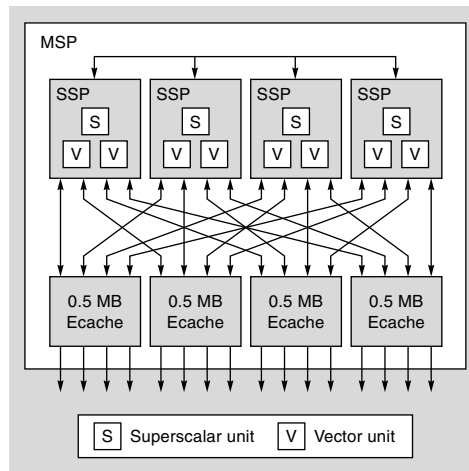 MSP
SSP SSP SSP SSP
S S S S
V V V V V V V V
0.5 MB 0.5 MB 0.5 MB 0.5 MB
Ecache Ecache Ecache Ecache
S Superscalar unit V Vector unit